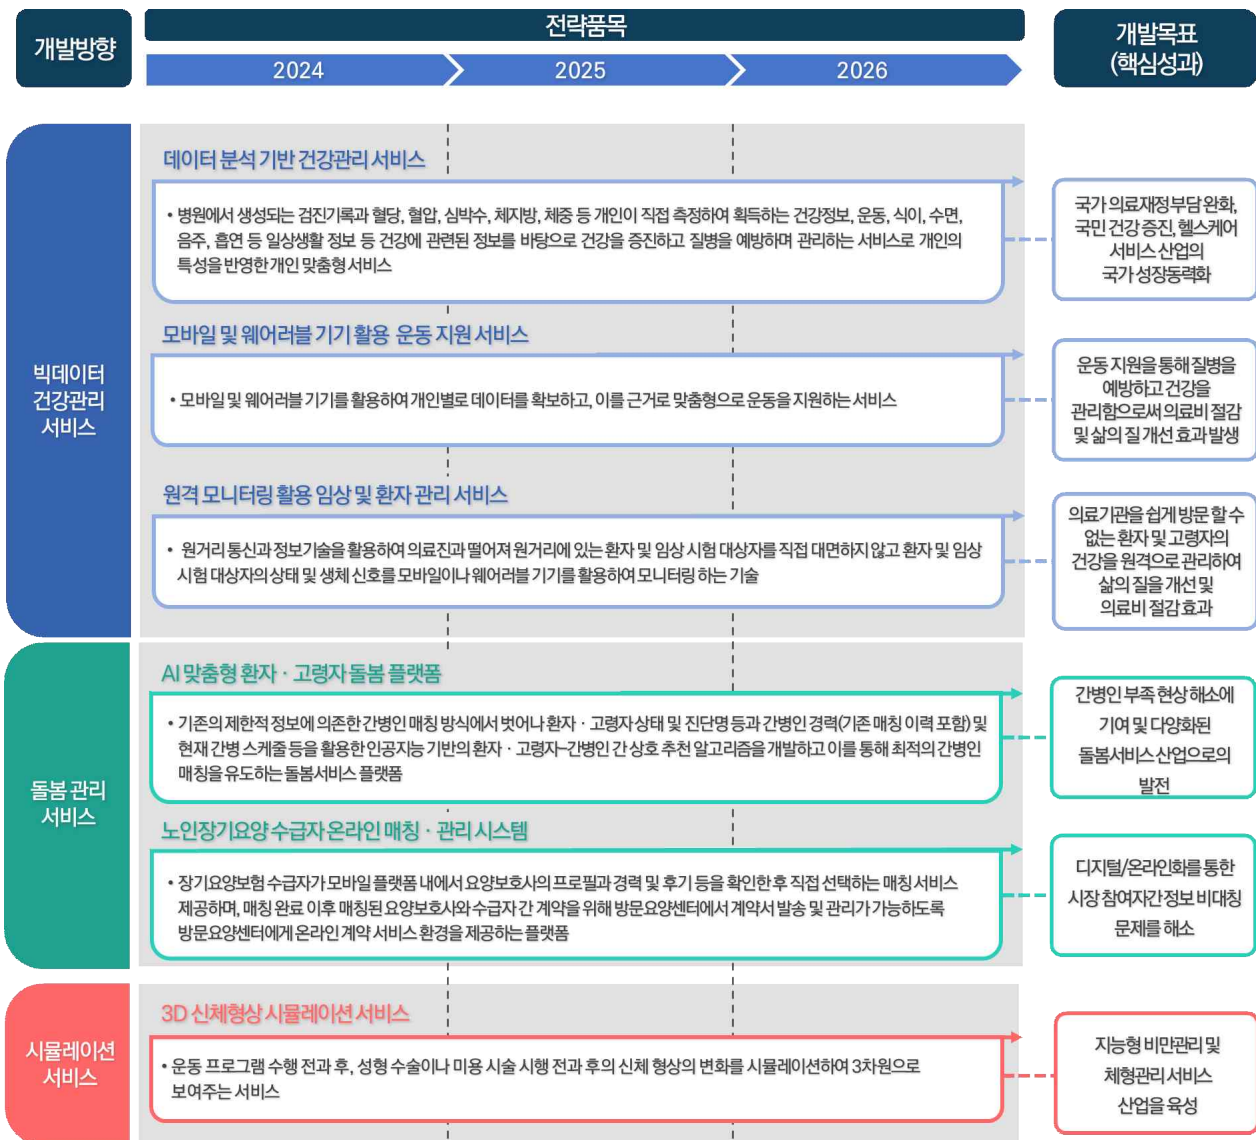 개발방향
전략품목
2024
2025
2026
개발목표
(핵심성과)
빅데이터
건강관리
서비스
데이터 분석 기반 건강관리 서비스
• 병원에서 생성되는 검진기록과 혈당, 혈압, 심박수, 체지방, 체중 등 개인이 직접 측정하여 획득하는 건강정보, 운동, 식이, 수면,
음주, 흡연 등 일상생활 정보 등 건강에 관련된 정보를 바탕으로 건강을 증진하고 질병을 예방하며 관리하는 서비스로 개인의
특성을 반영한 개인 맞춤형 서비스
국가 의료재정부담 완화,
국민 건강 증진, 헬스케어
서비스 산업의
국가 성장동력화
모바일 및 웨어러블 기기 활용 운동 지원 서비스
• 모바일 및 웨어러블 기기를 활용하여 개인별로 데이터를 확보하고, 이를 근거로 맞춤형으로 운동을 지원하는 서비스
운동 지원을 통해 질병을
예방하고 건강을
관리함으로써 의료비 절감
및 삶의 질 개선 효과 발생
원격 모니터링 활용 임상 및 환자 관리 서비스
• 원거리 통신과 정보기술을 활용하여 의료진과 떨어져 원거리에 있는 환자 및 임상 시험 대상자를 직접 대면하지 않고 환자 및 임상
시험 대상자의 상태 및 생체 신호를 모바일이나 웨어러블 기기를 활용하여 모니터링 하는 기술
의료기관을 쉽게 방문 할 수
없는 환자 및 고령자의
건강을 원격으로 관리하여
삶의 질을 개선 및
의료비 절감 효과
돌봄 관리
서비스
AI 맞춤형 환자 · 고령자 돌봄 플랫폼
• 기존의 제한적 정보에 의존한 간병인 매칭 방식에서 벗어나 환자 · 고령자 상태 및 진단명 등과 간병인 경력(기존 매칭 이력 포함) 및
현재 간병 스케줄 등을 활용한 인공지능 기반의 환자 · 고령자–간병인 간 상호 추천 알고리즘을 개발하고 이를 통해 최적의 간병인
매칭을 유도하는 돌봄서비스 플랫폼
간병인 부족 현상 해소에
기여 및 다양화된
돌봄서비스 산업으로의
발전
노인장기요양 수급자 온라인 매칭 · 관리 시스템
• 장기요양보험 수급자가 모바일 플랫폼 내에서 요양보호사의 프로필과 경력 및 후기 등을 확인한 후 직접 선택하는 매칭 서비스
제공하며, 매칭 완료 이후 매칭된 요양보호사와 수급자 간 계약을 위해 방문요양센터에서 계약서 발송 및 관리가 가능하도록
방문요양센터에게 온라인 계약 서비스 환경을 제공하는 플랫폼
디지털/온라인화를 통한
시장 참여자간 정보 비대칭
문제를 해소
시뮬레이션
서비스
3D 신체형상 시뮬레이션 서비스
• 운동 프로그램 수행 전과 후, 성형 수술이나 미용 시술 시행 전과 후의 신체 형상의 변화를 시뮬레이션하여 3차원으로
보여주는 서비스
지능형 비만관리 및
체형관리 서비스
산업을 육성